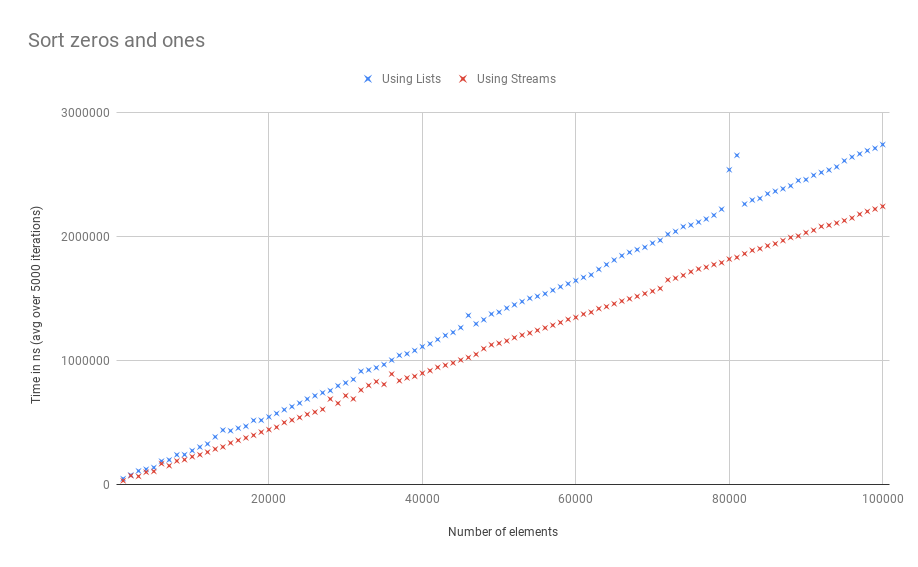 Sort zeros and ones
Using Lists
Using Streams
3000000
2000000
1000000
0
Time in ns (avg over 5000 iterations)
20000
40000
60000
80000
100000
Number of elements